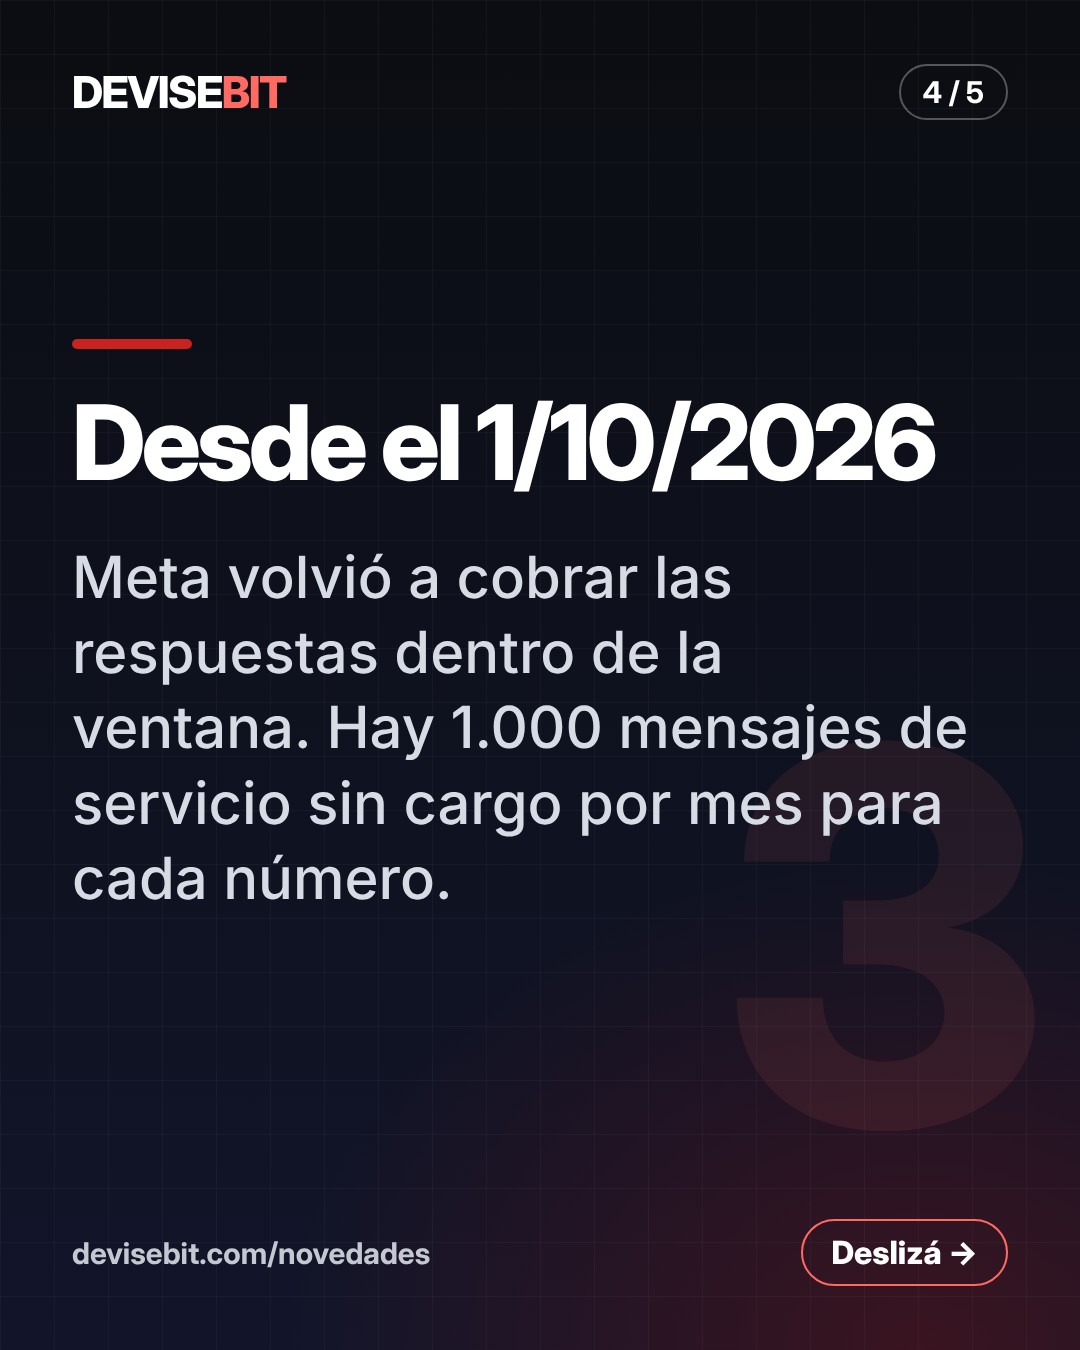 DEVISEBIT
4 / 5
Desde el 1/10/2026
Meta volvió a cobrar las
respuestas dentro de la
ventana. Hay 1.000 mensajes de
servicio sin cargo por mes para
cada número.
3
devisebit.com/novedades
Deslizá →